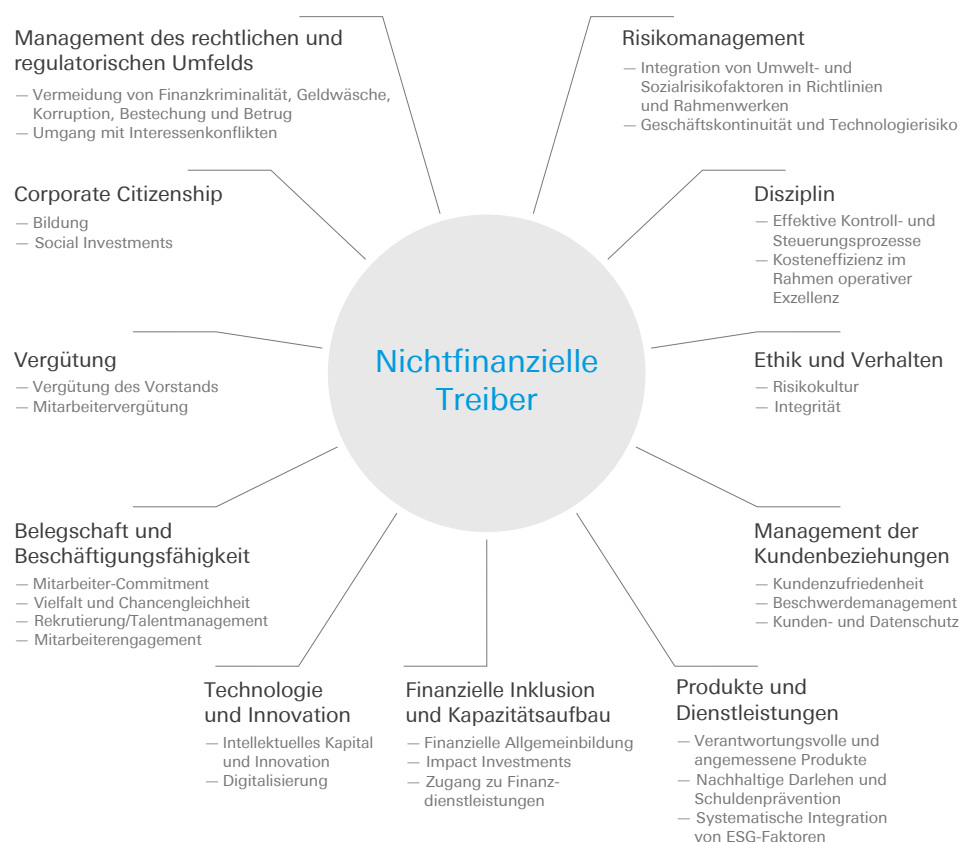 Management des rechtlichen und
regulatorischen Umfelds
— Vermeidung von Finanzkriminalität, Geldwäsche,
Korruption, Bestechung und Betrug
— Umgang mit Interessenkonflikten
Risikomanagement
— Integration von Umwelt- und
Sozialrisikofaktoren in Richtlinien
und Rahmenwerken
— Geschäftskontinuität und Technologierisiko
Corporate Citizenship
— Bildung
— Social Investments
Disziplin
— Effektive Kontroll- und
Steuerungsprozesse
— Kosteneffizienz im
Rahmen operativer
Exzellenz
Nichtfinanzielle
Treiber
Vergütung
— Vergütung des Vorstands
— Mitarbeitervergütung
Ethik und Verhalten
— Risikokultur
— Integrität
Belegschaft und
Beschäftigungsfähigkeit
— Mitarbeiter-Commitment
— Vielfalt und Chancengleichheit
— Rekrutierung/Talentmanagement
— Mitarbeiterengagement
Management der
Kundenbeziehungen
— Kundenzufriedenheit
— Beschwerdemanagement
— Kunden- und Datenschutz
Technologie
und Innovation
— Intellektuelles Kapital
und Innovation
— Digitalisierung
Finanzielle Inklusion
und Kapazitätsaufbau
— Finanzielle Allgemeinbildung
— Impact Investments
— Zugang zu Finanz-
dienstleistungen
Produkte und
Dienstleistungen
— Verantwortungsvolle und
angemessene Produkte
— Nachhaltige Darlehen und
Schuldenprävention
— Systematische Integration
von ESG-Faktoren